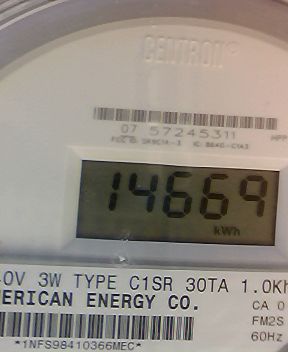 CENTRON®
07 57245311
14669
kWh
.0V 3W TYPE C1SR 30TA 1.0Kh
ERICAN ENERGY CO.
CA 0
FM2S
60Hz
*1NFS98410366MEC*